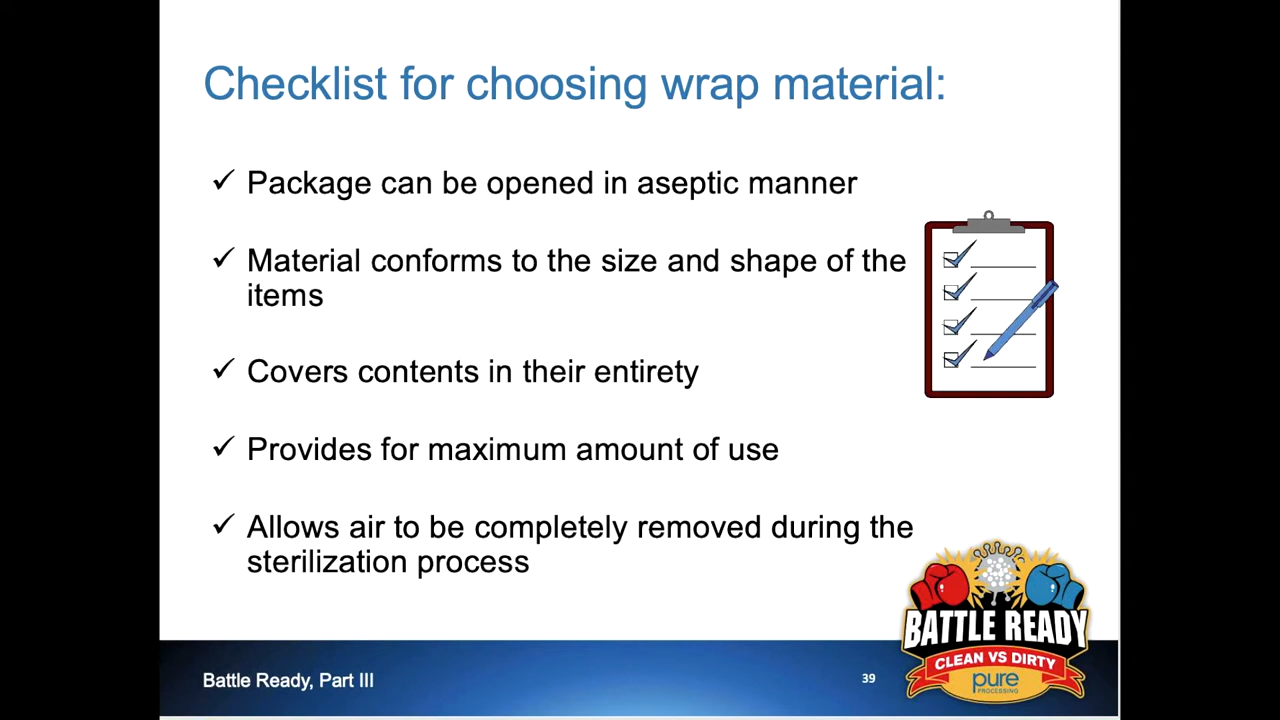 Checklist for choosing wrap material:
✓ Package can be opened in aseptic manner
✓ Material conforms to the size and shape of the
items
✓ Covers contents in their entirety
✓ Provides for maximum amount of use
✓ Allows air to be completely removed during the
sterilization process
BATTLE READY
CLEAN VS DIRTY
pure
PROCESSING
Battle Ready, Part III
39